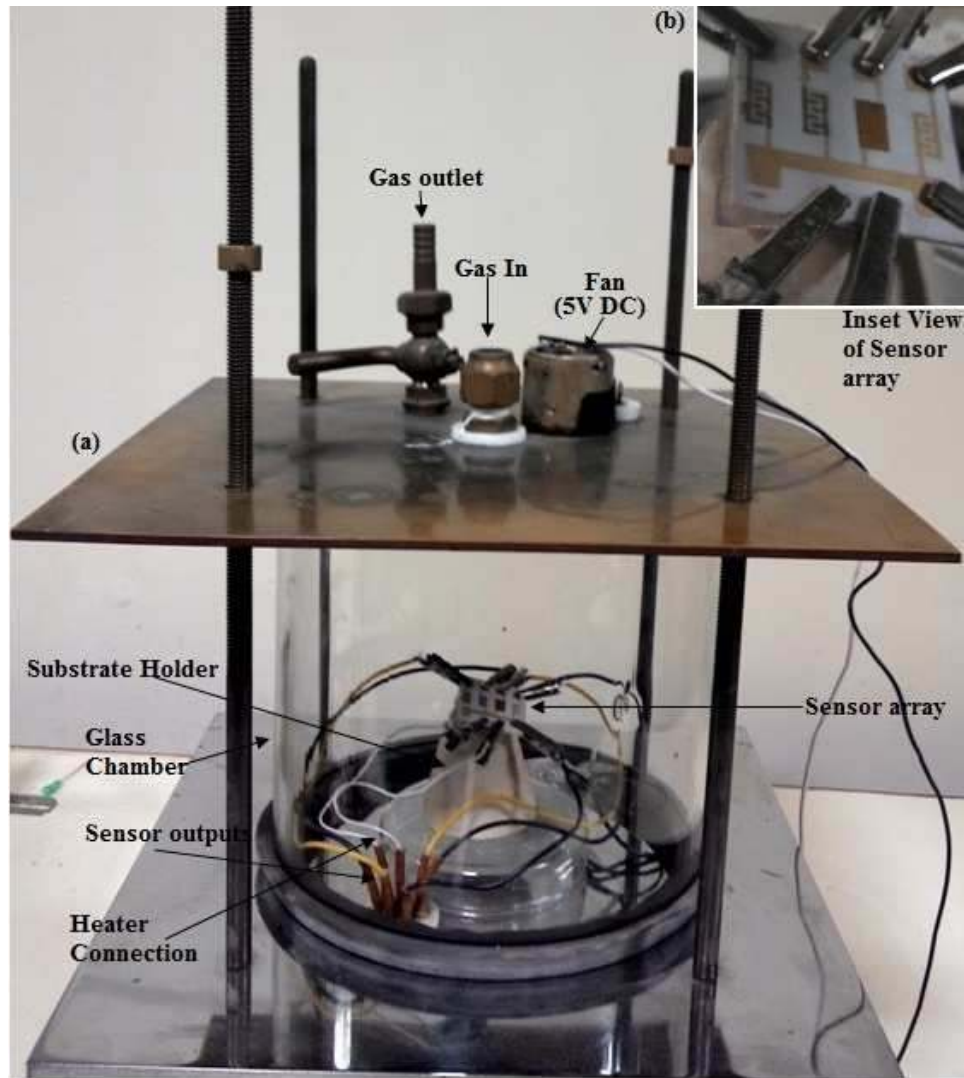 (b)
Gas outlet
Gas In
Fan
(5V DC)
Inset View
of Sensor
array
(a)
Substrate Holder
Sensor array
Glass
Chamber
Sensor outputs
Heater
Connection